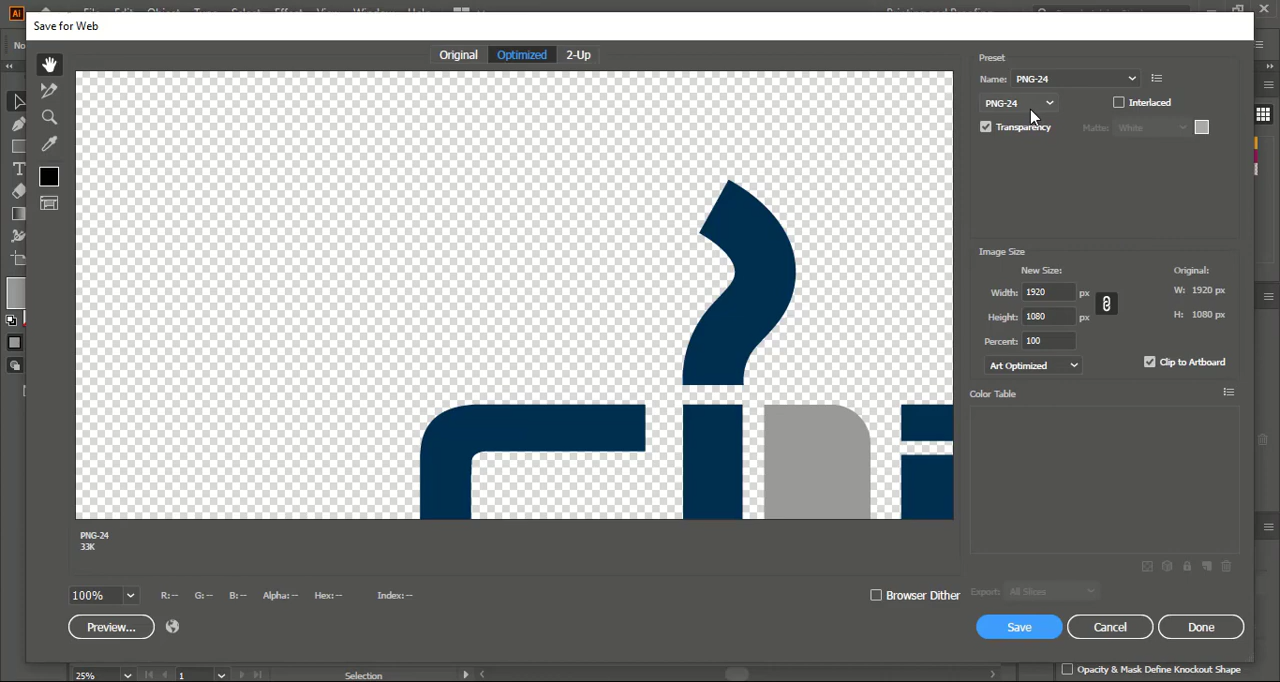 Save for Web
Original
Optimized
2-Up
Preset
Name: PNG-24
PNG-24
Interlaced
Transparency
Matte: White
Image Size
New Size:
Original:
Width: 1920 px
W: 1920 px
Height: 1080 px
H: 1080 px
Percent: 100
Art Optimized
Clip to Artboard
Color Table
PNG-24
33K
100%
R: --
G: --
B: --
Alpha: --
Hex: --
Index: --
Browser Dither
Export: All Slices
Preview...
Save
Cancel
Done
25%
1
Selection
Opacity & Mask Define Knockout Shape
Ai
No